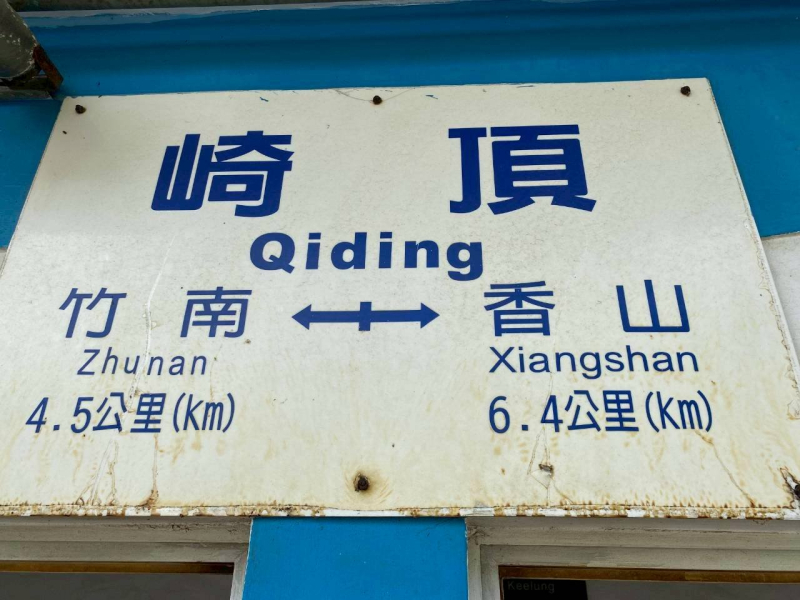 崎 頂
Qiding
竹 南 香 山
Zhunan Xiangshan
4.5公里(Km) 6.4公里(Km)
Keelung